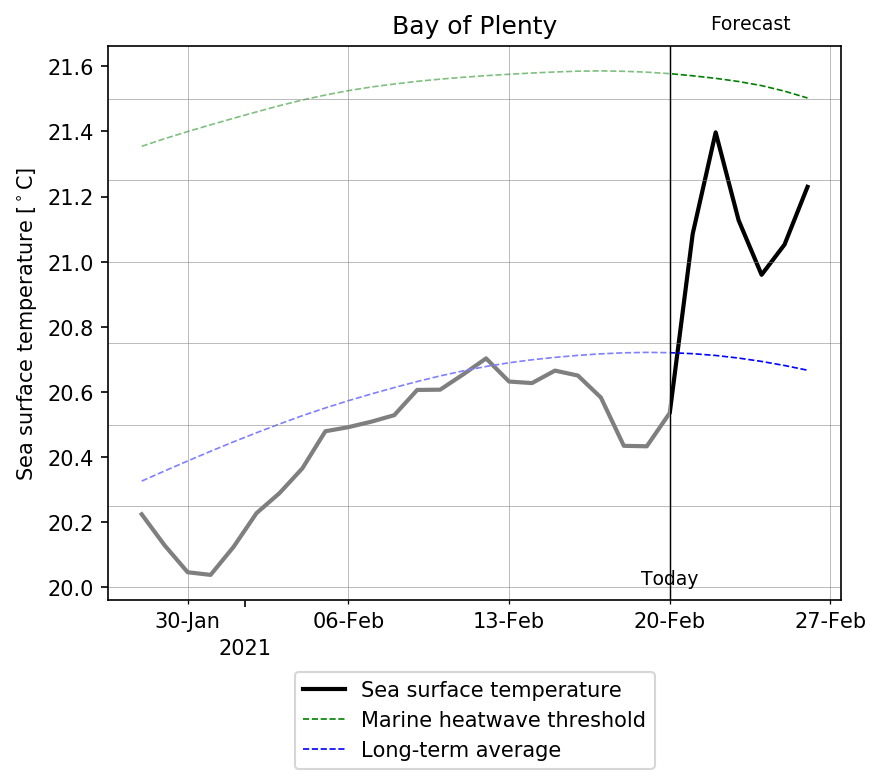 Bay of Plenty
Forecast
Sea surface temperature [°C]
21.6
21.4
21.2
21.0
20.8
20.6
20.4
20.2
20.0
Today
30-Jan 06-Feb 13-Feb 20-Feb 27-Feb
2021
Sea surface temperature
Marine heatwave threshold
Long-term average